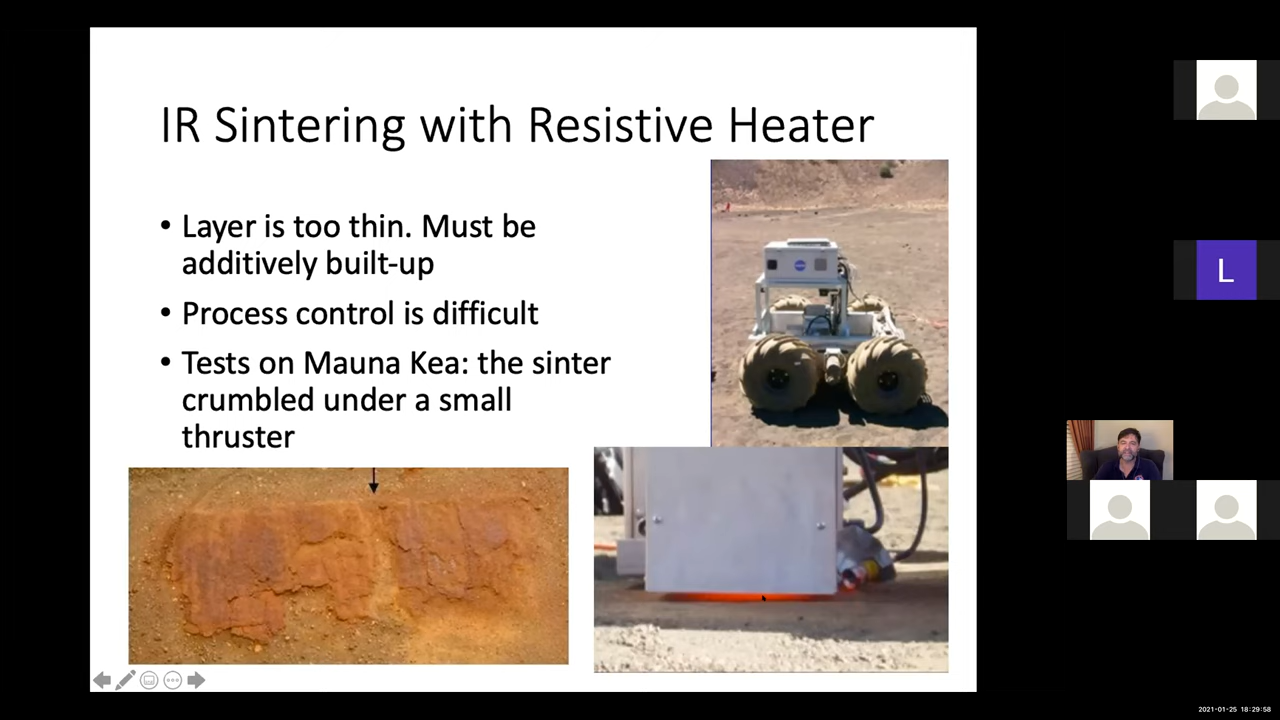 IR Sintering with Resistive Heater
• Layer is too thin. Must be
additively built-up
• Process control is difficult
• Tests on Mauna Kea: the sinter
crumbled under a small
thruster
L
2021-01-25 18:29:58